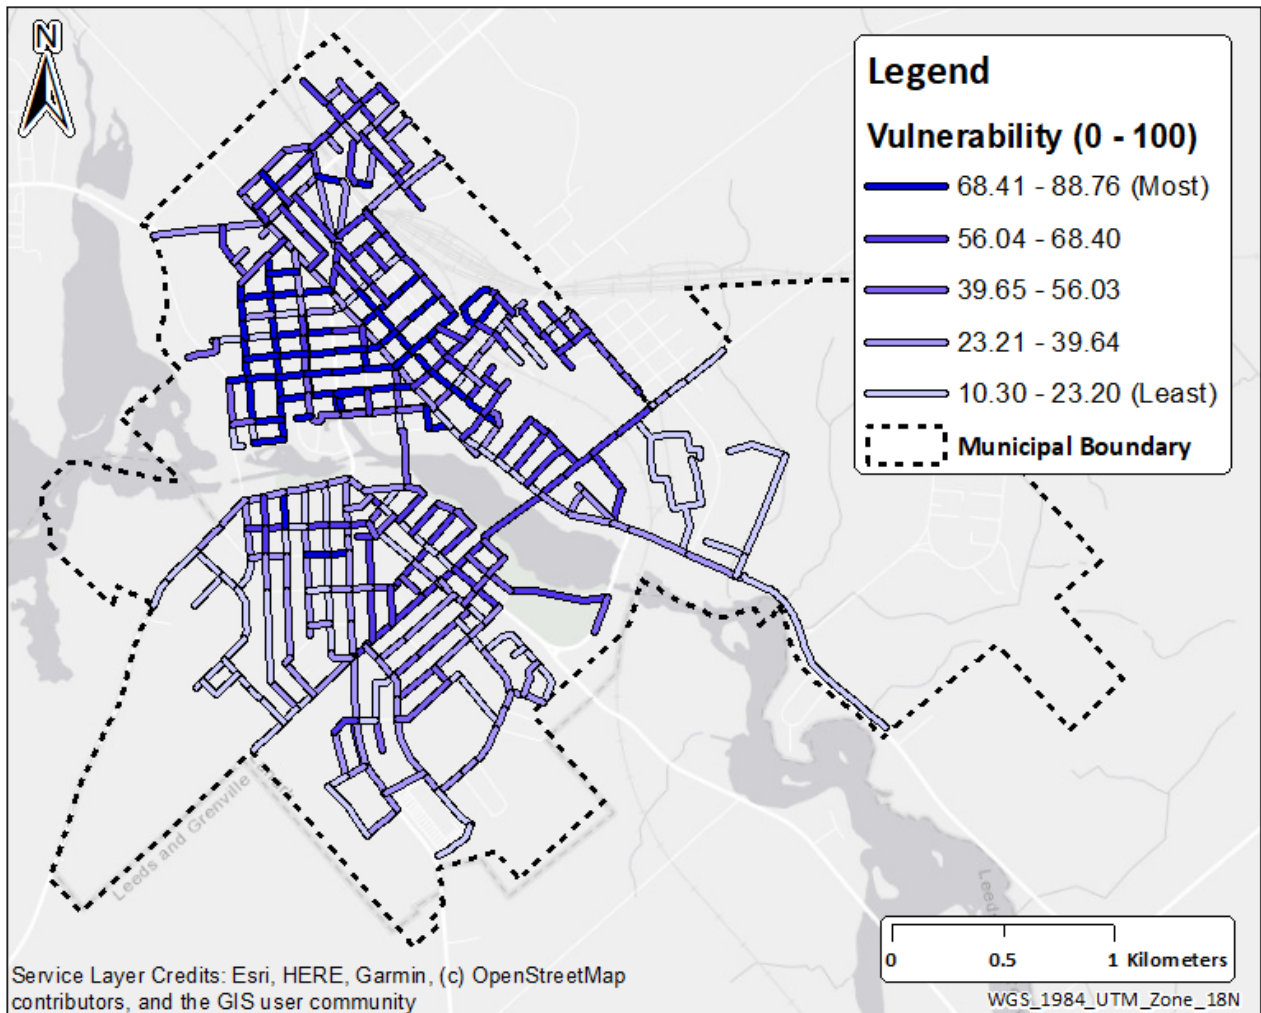 N
Legend
Vulnerability (0 - 100)
68.41 - 88.76 (Most)
56.04 - 68.40
39.65 - 56.03
23.21 - 39.64
10.30 - 23.20 (Least)
Municipal Boundary
Leeds and Grenville
Leeds
0 0.5 1 Kilometers
Service Layer Credits: Esri, HERE, Garmin, (c) OpenStreetMap
contributors, and the GIS user community
WGS_1984_UTM_Zone_18N